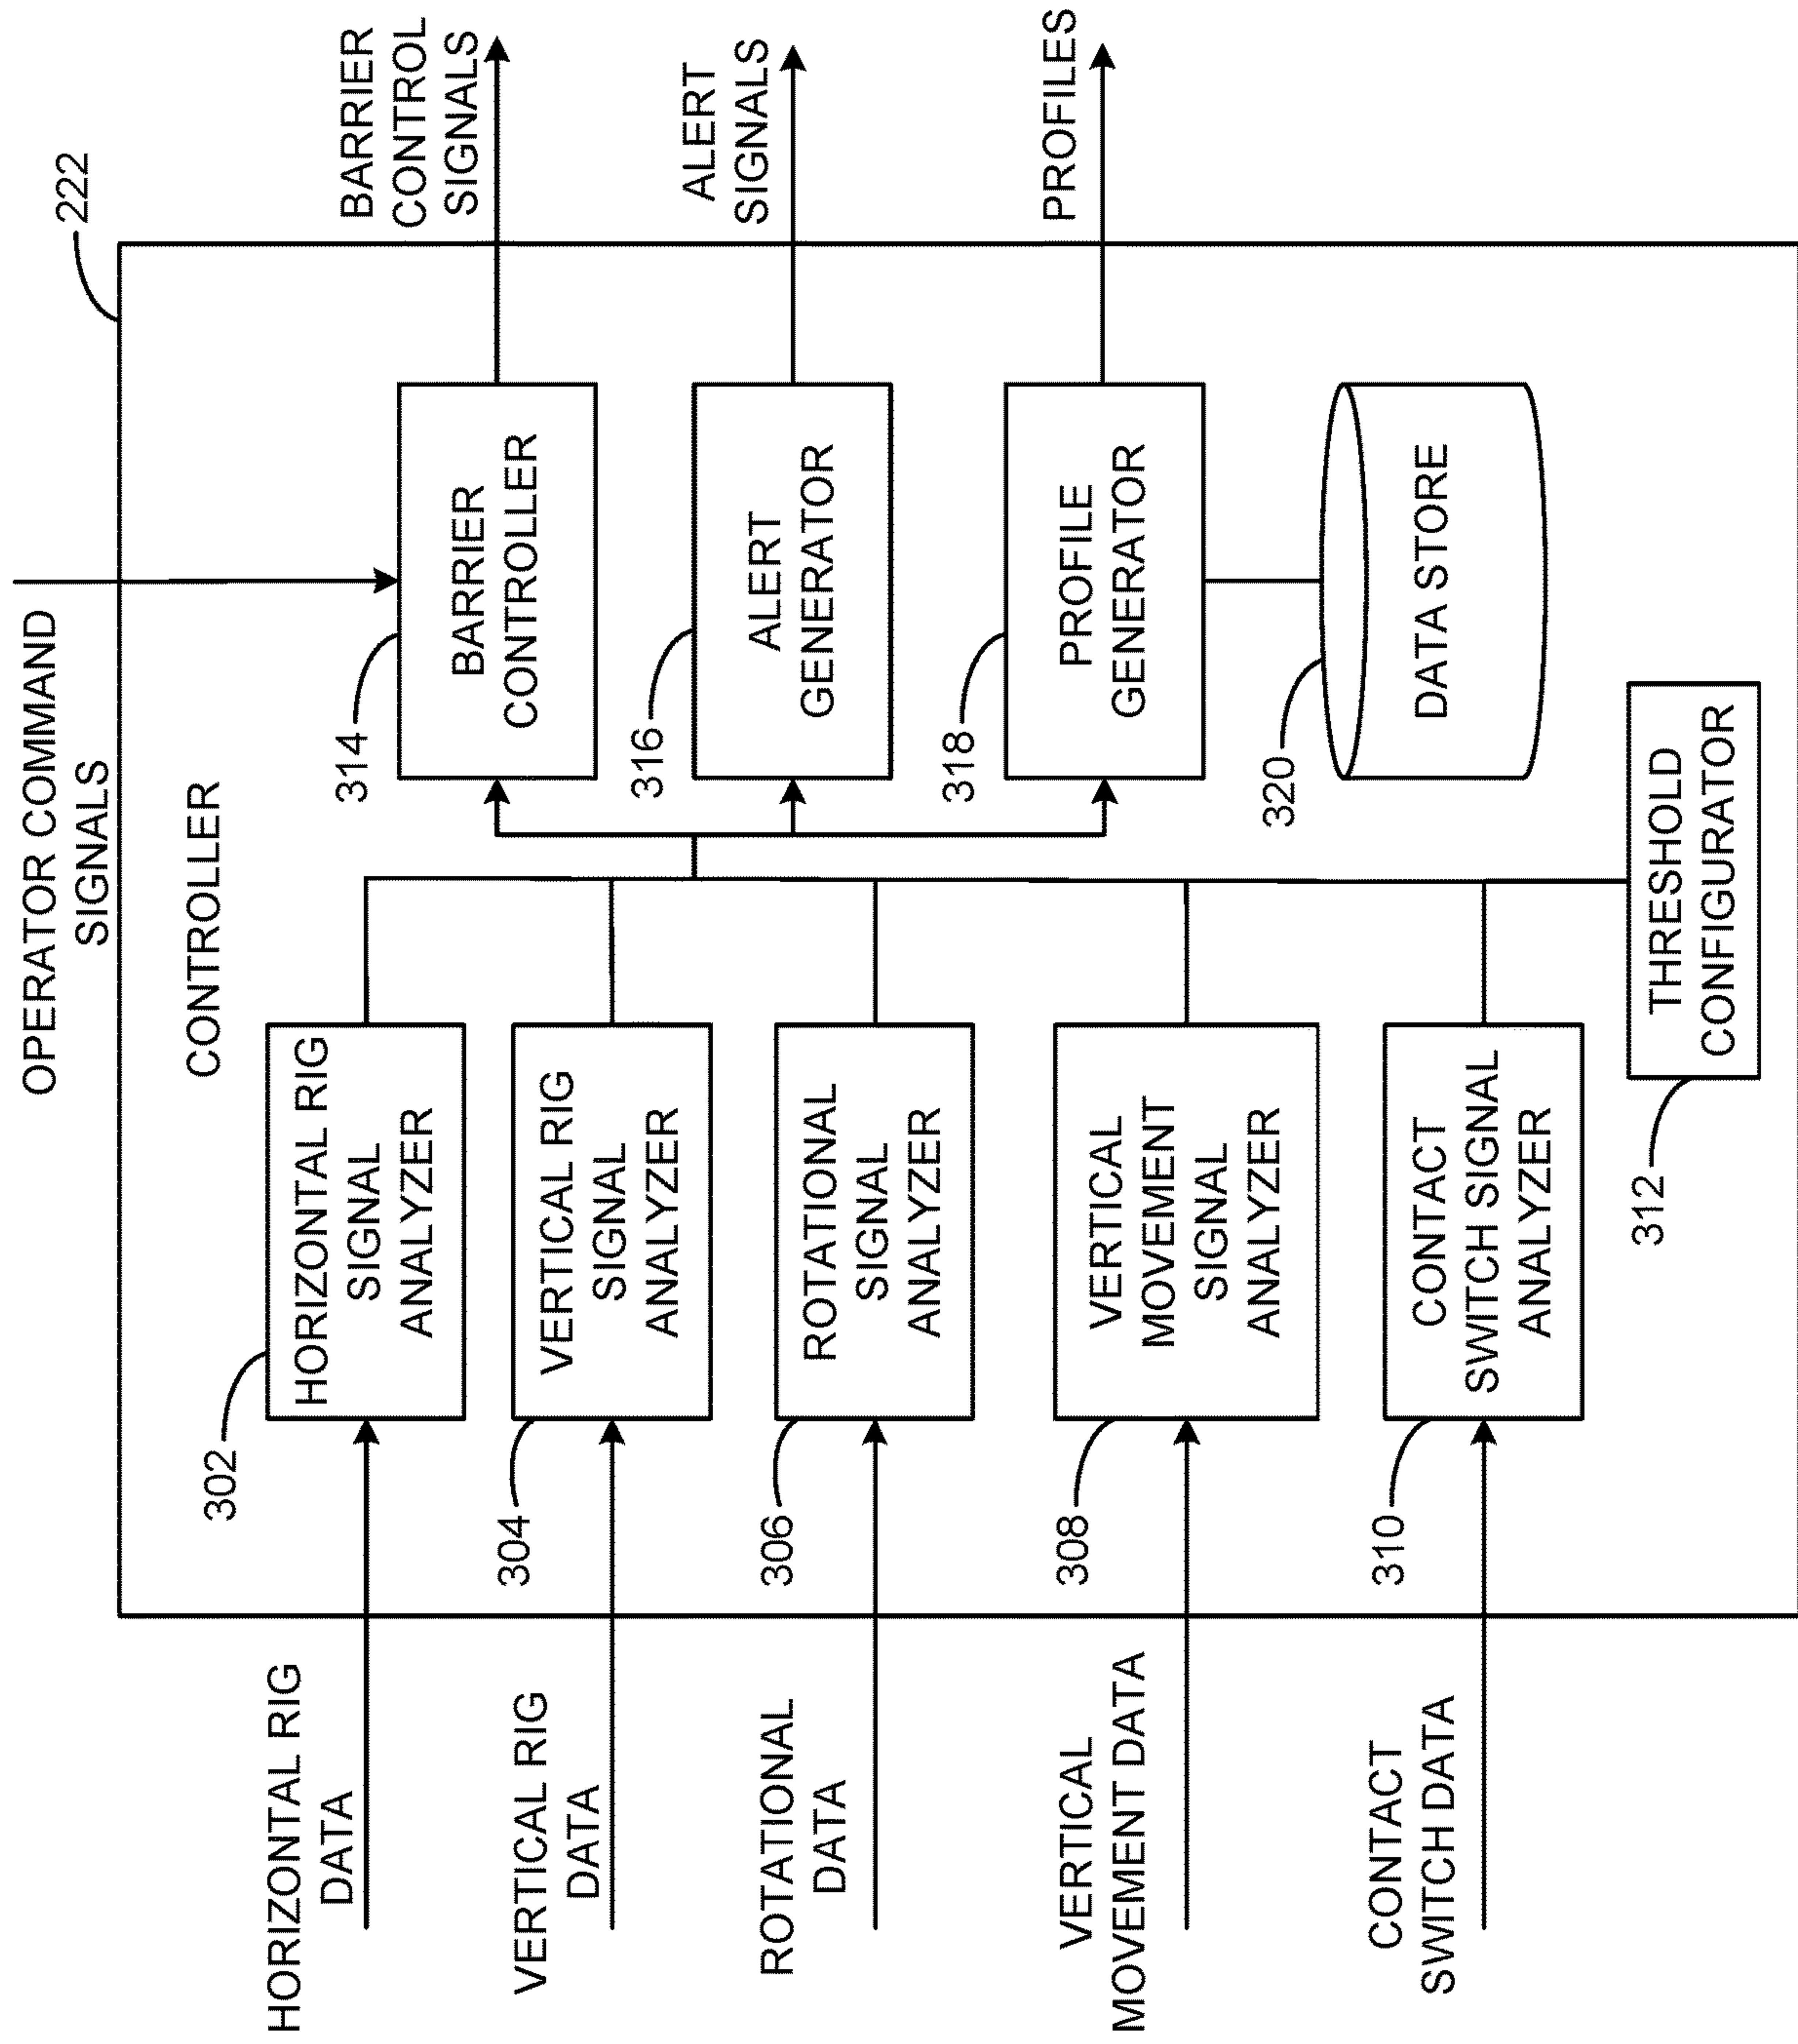 OPERATOR COMMAND
SIGNALS
222
CONTROLLER
HORIZONTAL RIG
DATA
302
HORIZONTAL RIG
SIGNAL
ANALYZER
314
BARRIER
CONTROLLER
BARRIER
CONTROL
SIGNALS
VERTICAL RIG
DATA
304
VERTICAL RIG
SIGNAL
ANALYZER
316
ALERT
GENERATOR
ALERT
SIGNALS
ROTATIONAL
DATA
306
ROTATIONAL
SIGNAL
ANALYZER
318
PROFILE
GENERATOR
PROFILES
VERTICAL
MOVEMENT DATA
308
VERTICAL
MOVEMENT
SIGNAL
ANALYZER
320
DATA STORE
CONTACT
SWITCH DATA
310
CONTACT
SWITCH SIGNAL
ANALYZER
312
THRESHOLD
CONFIGURATOR